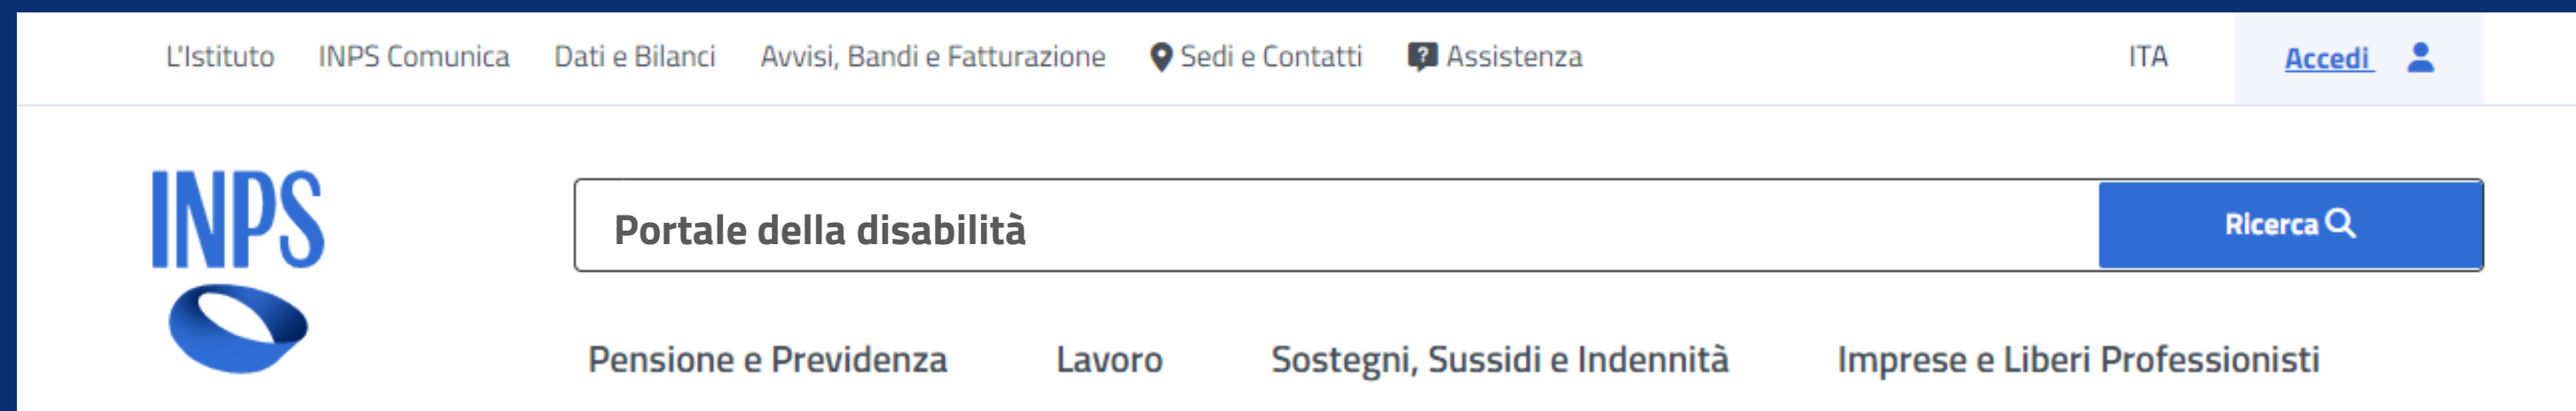 L'Istituto INPS Comunica Dati e Bilanci Avvisi, Bandi e Fatturazione Sedi e Contatti Assistenza ITA Accedi
INPS
Portale della disabilità Ricerca
Pensione e Previdenza Lavoro Sostegni, Sussidi e Indennità Imprese e Liberi Professionisti